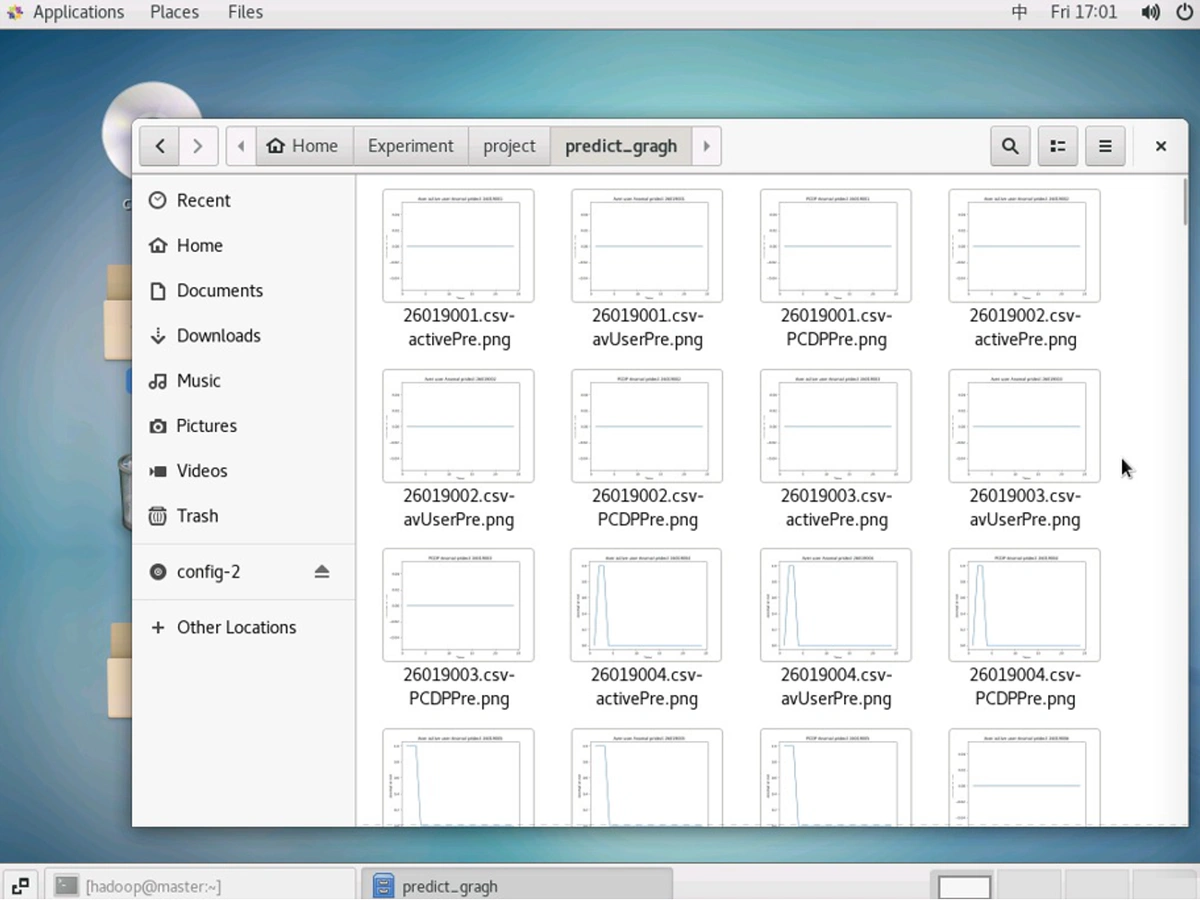 Applications Places Files 中 Fri 17:01
Home Experiment project predict_gragh
Recent
Home
Documents
Downloads
Music
Pictures
Videos
Trash
config-2
Other Locations
26019001.csv-
activePre.png
26019001.csv-
avUserPre.png
26019001.csv-
PCDPPre.png
26019002.csv-
activePre.png
26019002.csv-
avUserPre.png
26019002.csv-
PCDPPre.png
26019003.csv-
activePre.png
26019003.csv-
avUserPre.png
26019003.csv-
PCDPPre.png
26019004.csv-
activePre.png
26019004.csv-
avUserPre.png
26019004.csv-
PCDPPre.png
[hadoop@master:~] predict_gragh